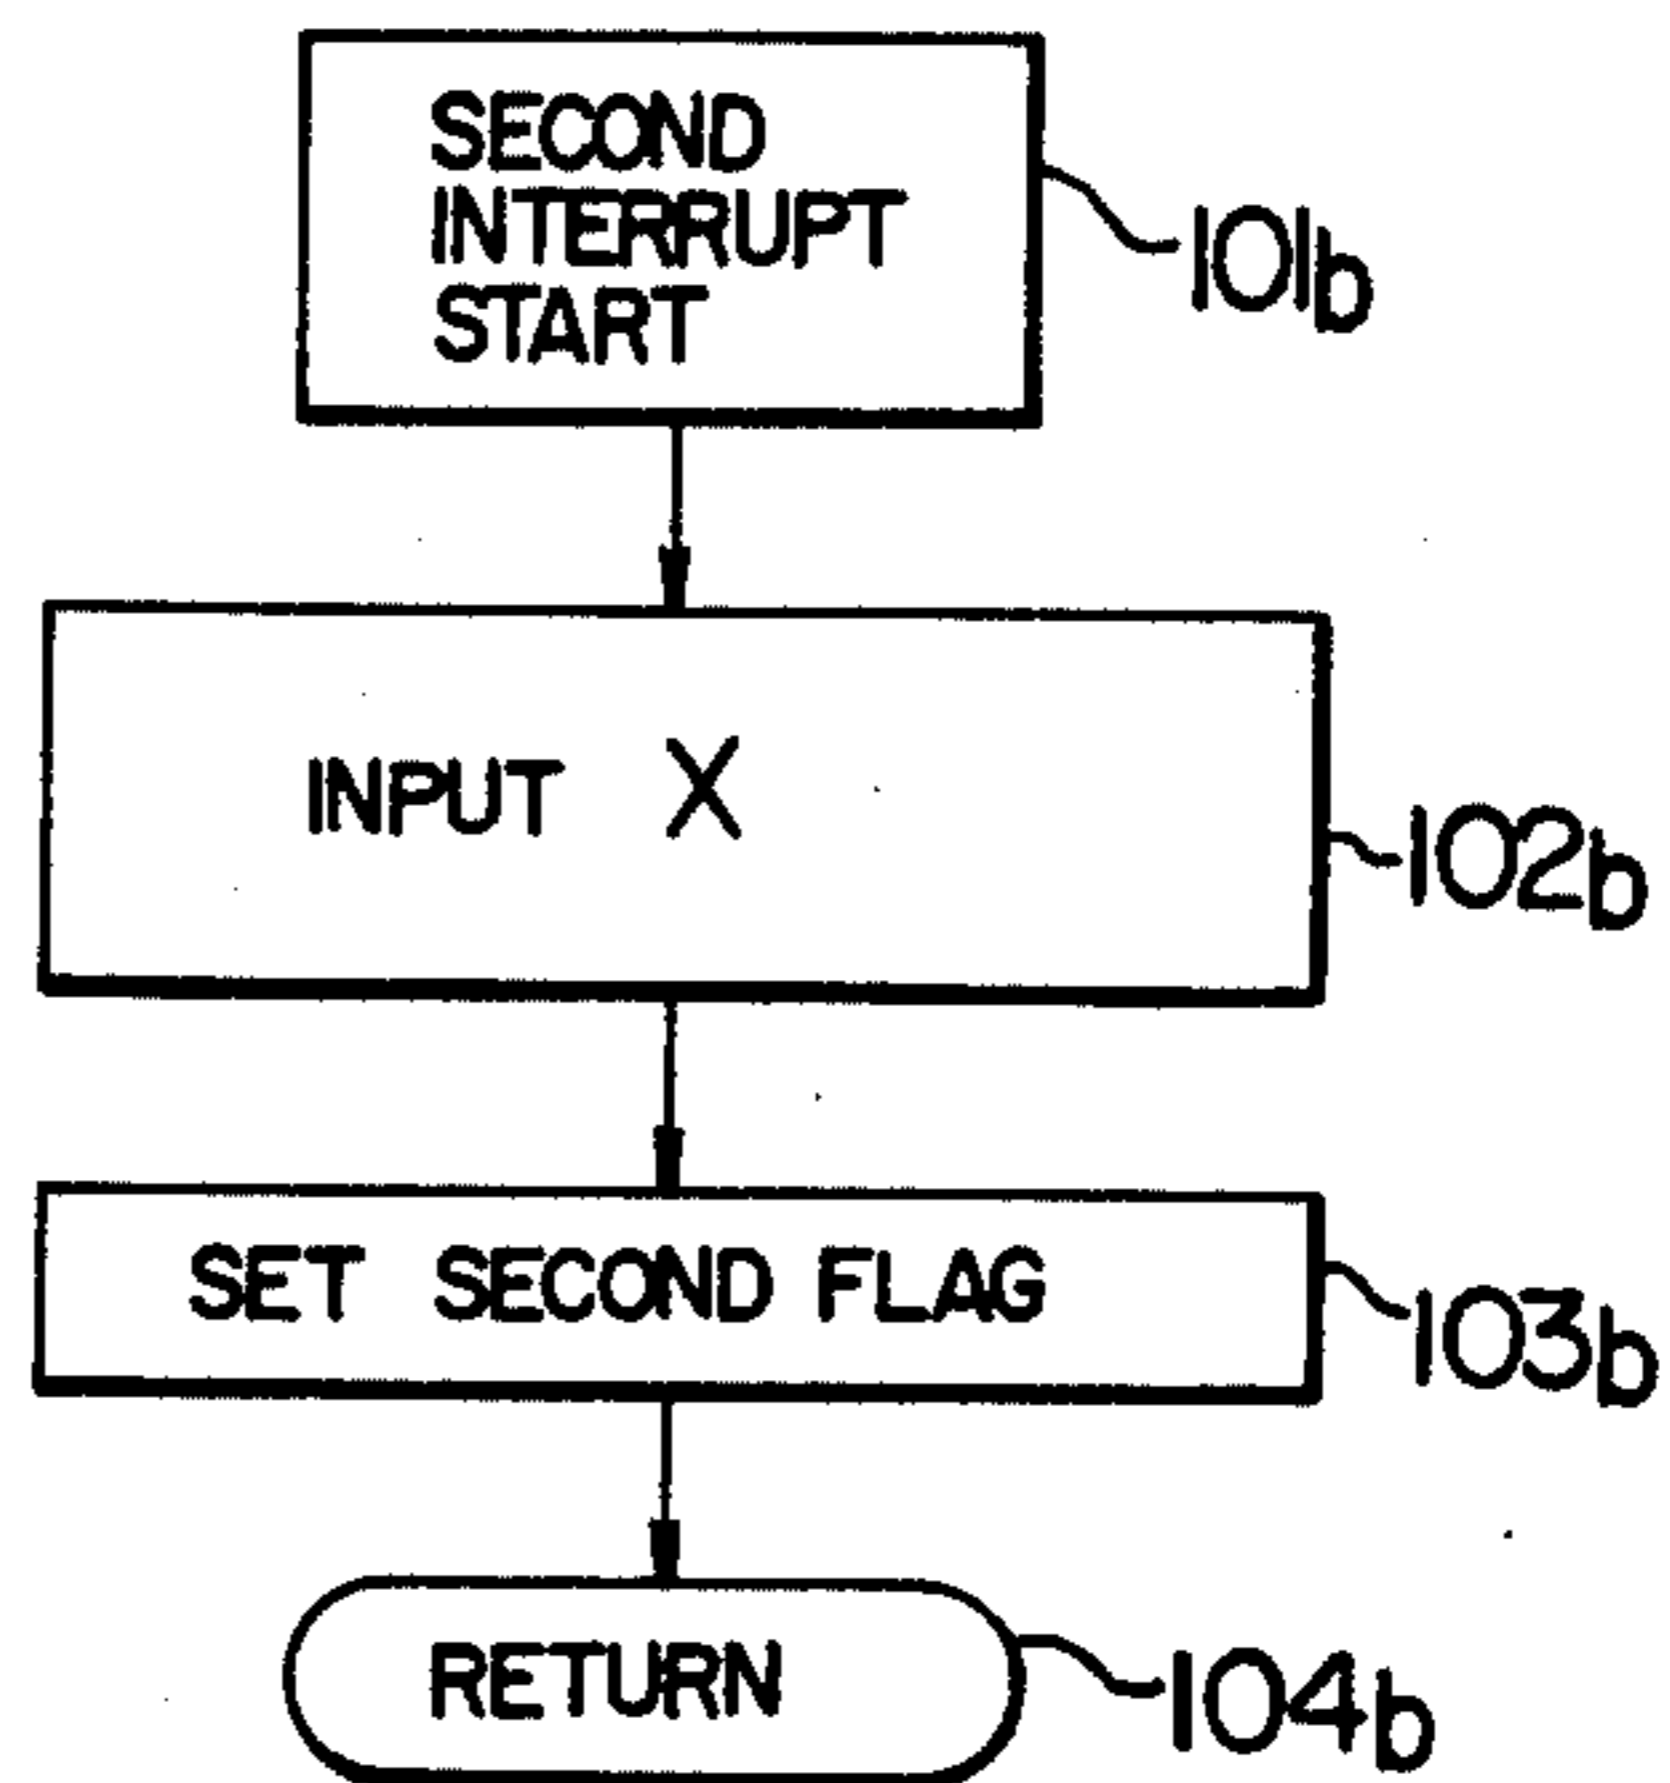 SECOND
INTERRUPT
START
101b
INPUT X
102b
SET SECOND FLAG
103b
RETURN
104b